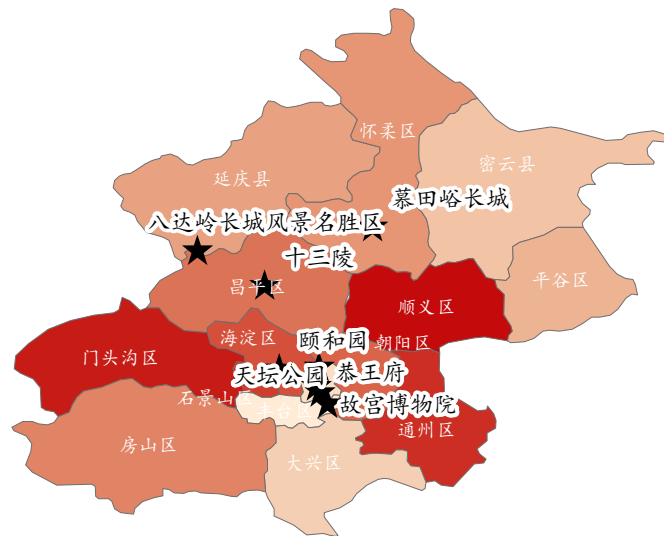 怀柔区
密云县
延庆县
慕田峪长城
八达岭长城风景名胜区
十三陵
平谷区
昌平区
顺义区
海淀区
颐和园
朝阳区
门头沟区
天坛公园
恭王府
石景山区
丰台区
故宫博物院
通州区
房山区
大兴区